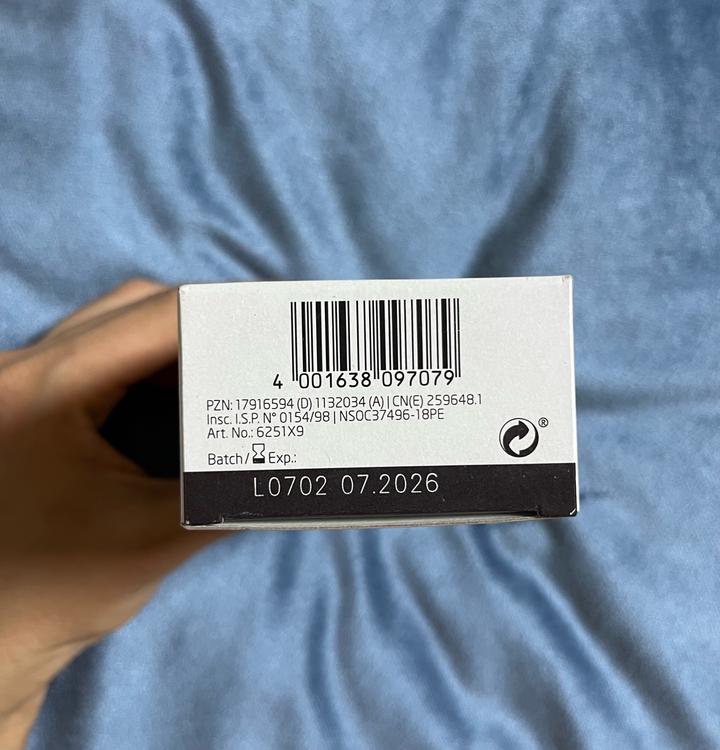 4 001638 097079
PZN: 17916594 (D) 1132034 (A) | CN(E) 259648.1
Insc. I.S.P. N° 0154/98 | NSOC37496-18PE
Art. No.: 6251X9
®
Batch/ Exp.:
L0702 07.2026